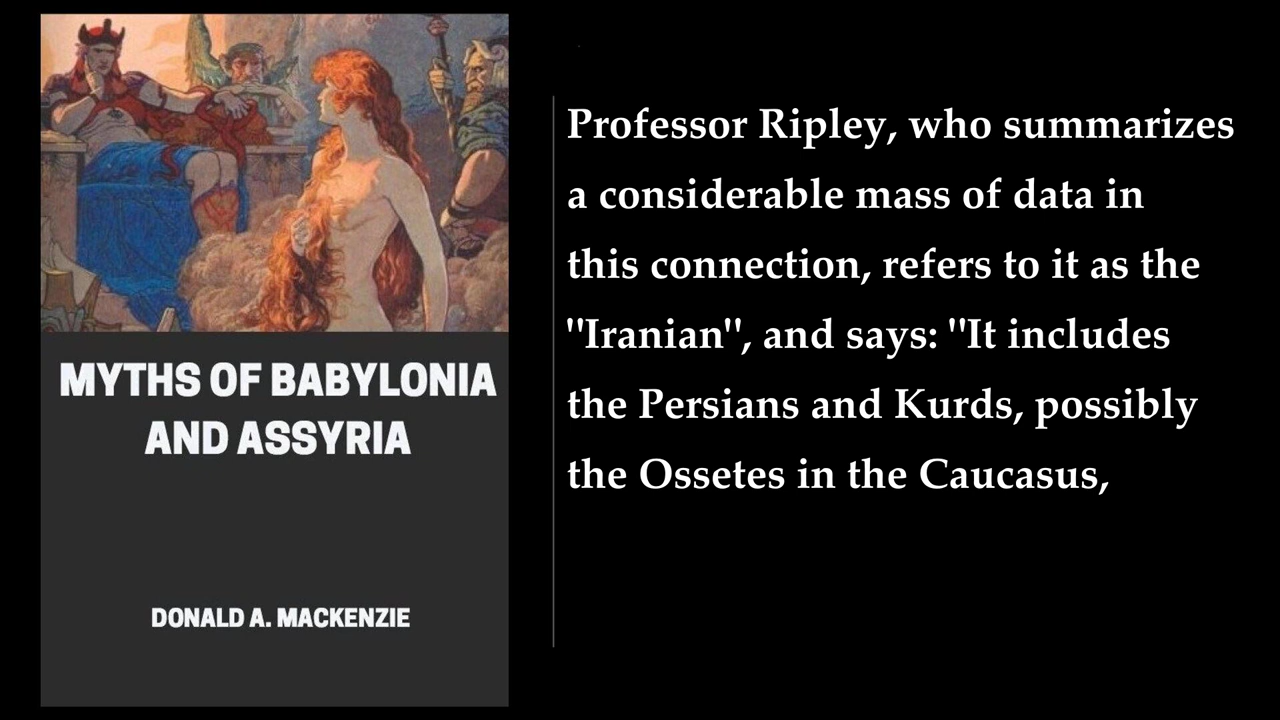 MYTHS OF BABYLONIA
AND ASSYRIA
DONALD A. MACKENZIE
Professor Ripley, who summarizes
a considerable mass of data in
this connection, refers to it as the
"Iranian", and says: "It includes
the Persians and Kurds, possibly
the Ossetes in the Caucasus,